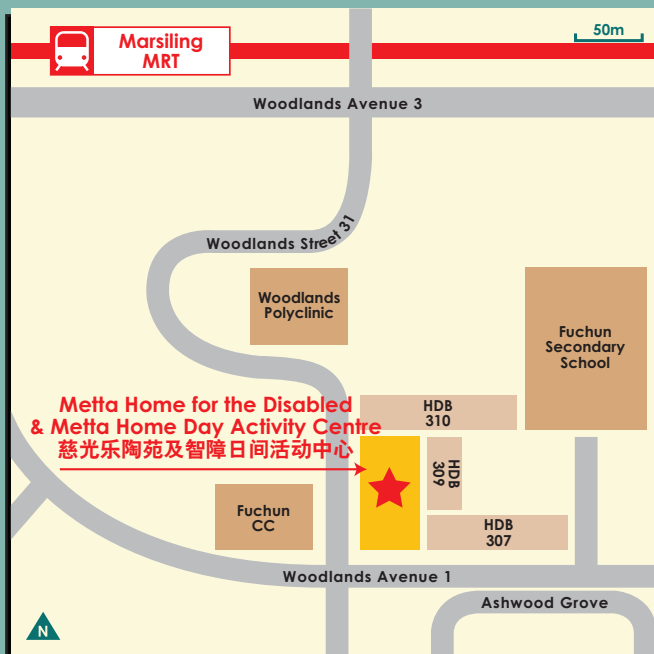 Marsiling
MRT
50m
Woodlands Avenue 3
Woodlands Street 31
Woodlands
Polyclinic
Fuchun
Secondary
School
Metta Home for the Disabled
& Metta Home Day Activity Centre
慈光乐陶苑及智障日间活动中心
HDB
310
HDB
309
Fuchun
CC
HDB
307
Woodlands Avenue 1
Ashwood Grove
N